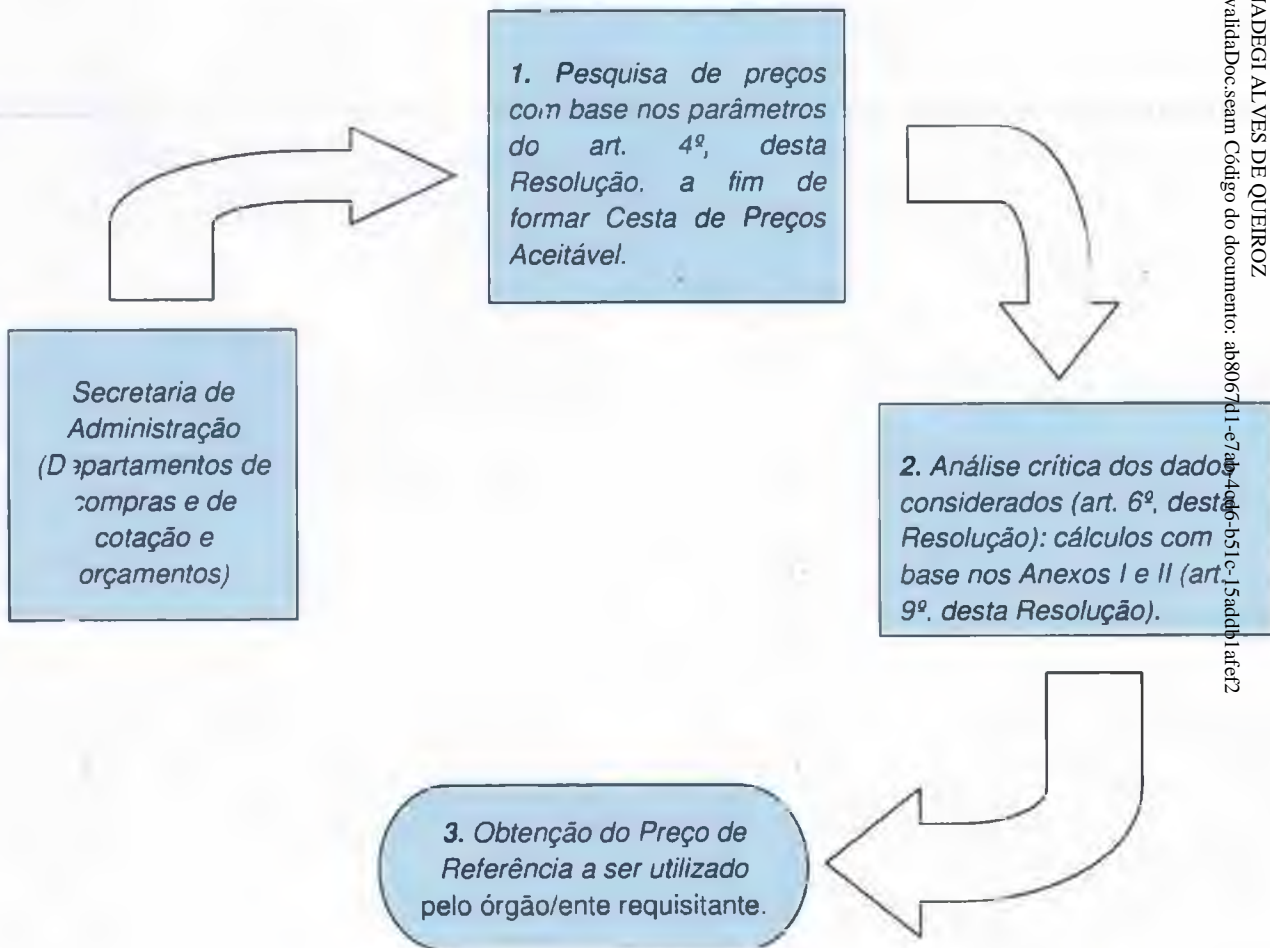 1. Pesquisa de preços
com base nos parâmetros
do art. 4º, desta
Resolução. a fim de
formar Cesta de Preços
Aceitável.
Secretaria de
Administração
(Departamentos de
compras e de
cotação e
orçamentos)
2. Análise crítica dos dados
considerados (art. 6º, desta
Resolução): cálculos com
base nos Anexos I e II (art.
9º. desta Resolução).
3. Obtenção do Preço de
Referência a ser utilizado
pelo órgão/ente requisitante.
ALVES DE QUEIROZ
validaDoc.seam Código do documento: ab8067d1-e7ab-4cd6-b51c-15addb1afef2